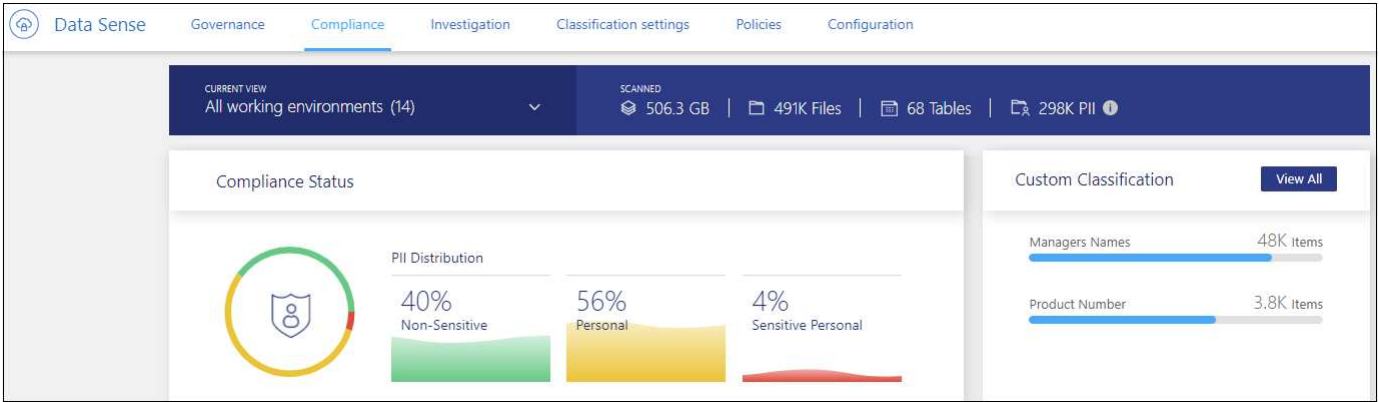 Data Sense Governance Compliance Investigation Classification settings Policies Configuration
CURRENT VIEW
All working environments (14)
SCANNED
506.3 GB | 491K Files | 68 Tables | 298K PII
Compliance Status
PII Distribution
40%
Non-Sensitive
56%
Personal
4%
Sensitive Personal
Custom Classification
View All
Managers Names 48K Items
Product Number 3.8K Items